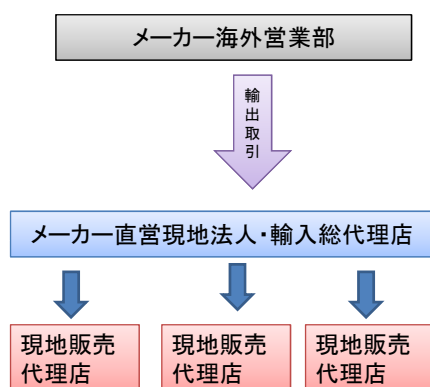 メーカー海外営業部
輸出取引
メーカー直営現地法人・輸入総代理店
現地販売
代理店
現地販売
代理店
現地販売
代理店